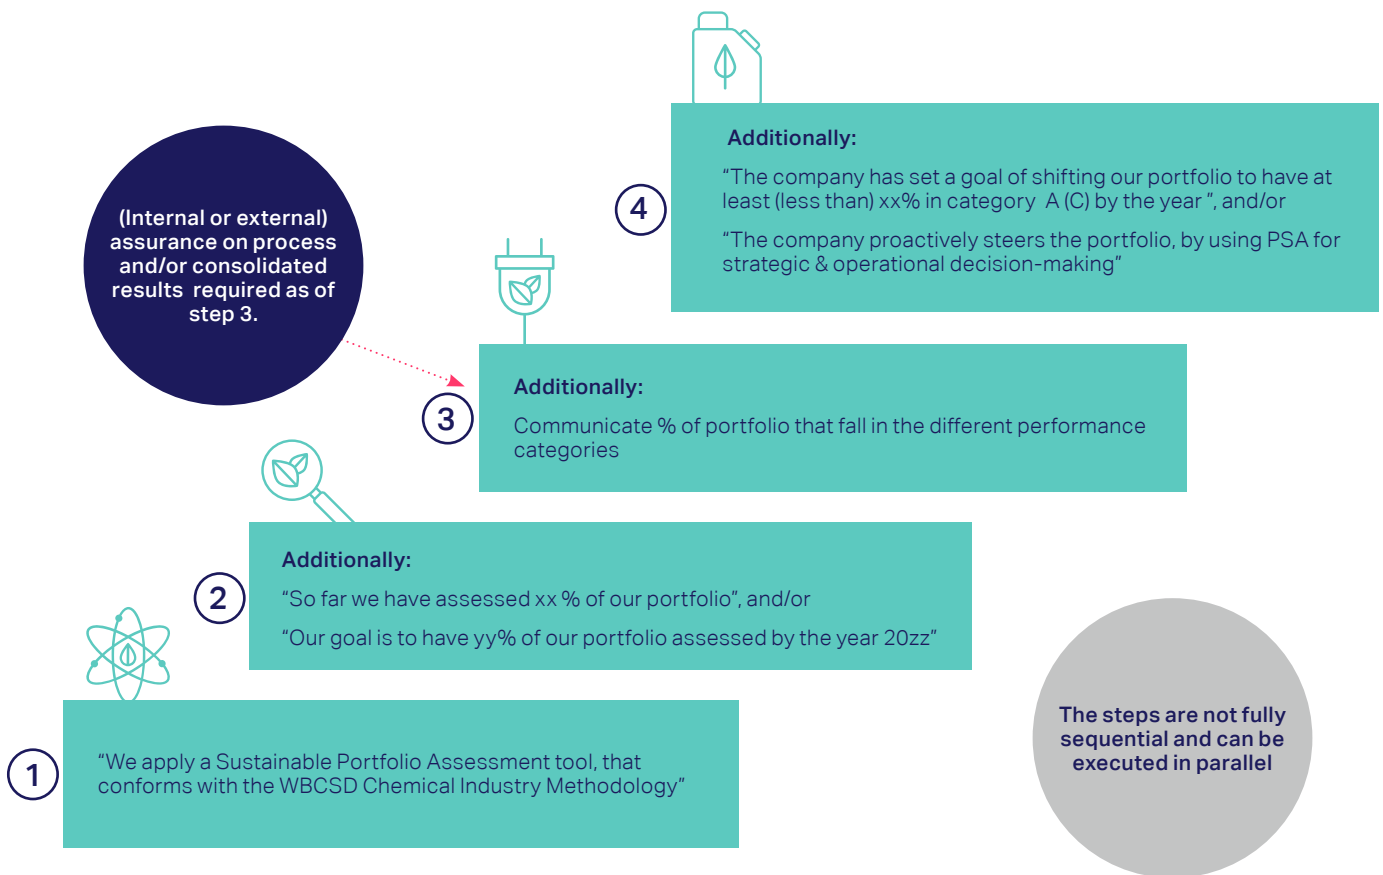 Additionally:
“The company has set a goal of shifting our portfolio to have at
least (less than) xx% in category  A (C) by the year ”, and/or
“The company proactively steers the portfolio, by using PSA for
strategic & operational decision-making”
4
(Internal or external)
assurance on process
and/or consolidated
results  required as of
step 3.
Additionally:
3
Communicate % of portfolio that fall in the different performance
categories
Additionally:
2
“So far we have assessed xx % of our portfolio”, and/or
“Our goal is to have yy% of our portfolio assessed by the year 20zz”
The steps are not fully
sequential and can be
executed in parallel
1
“We apply a Sustainable Portfolio Assessment tool, that
conforms with the WBCSD Chemical Industry Methodology”